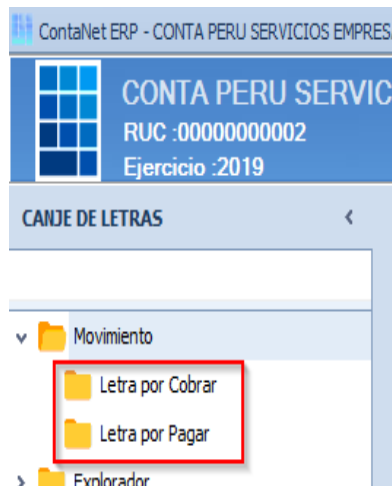 ContaNet ERP - CONTA PERU SERVICIOS EMPRES
CONTA PERU SERVIC
RUC :00000000002
Ejercicio :2019
CANJE DE LETRAS
Movimiento
Letra por Cobrar
Letra por Pagar
Explorador